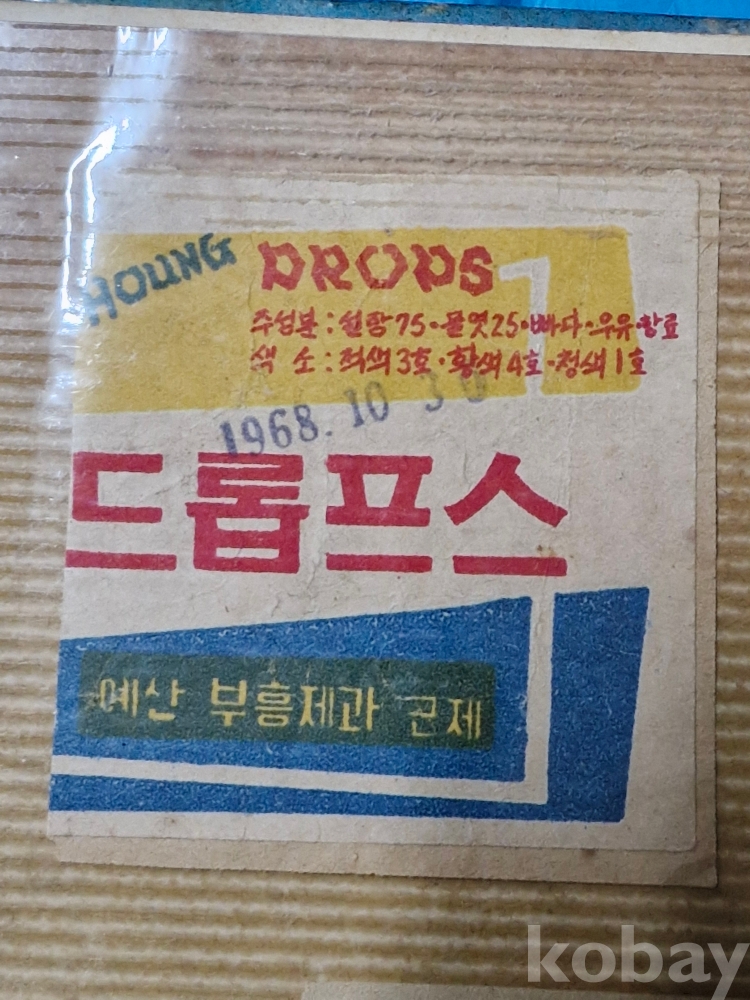 HOUNG DROPS
주성분 : 설탕75·물엿25·빠다·우유·향료
색소 : 적색3호·황색4호·청색1호
1968.10 30
드롭프스
예산 부흥제과 근제
kobay